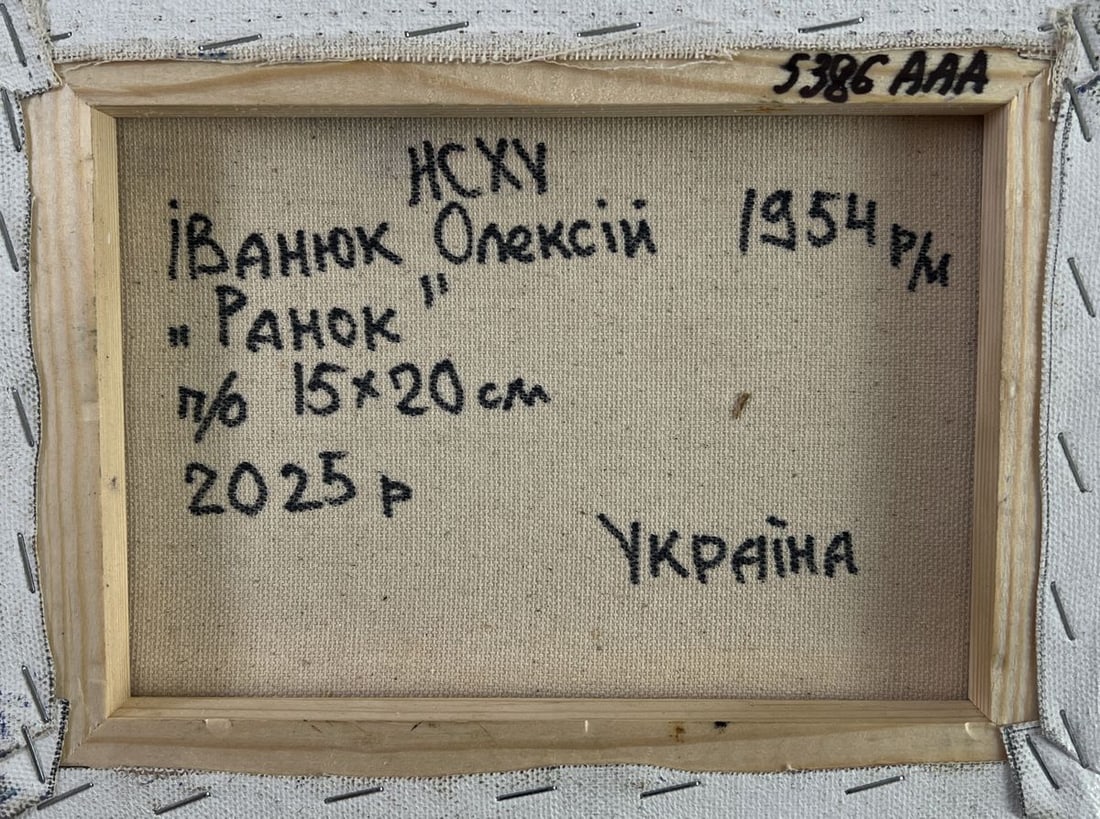 5386 AAA
НСХУ
Іванюк Олексій 1954 р/м
„Ранок"
п/о 15×20 см
2025 р
Україна